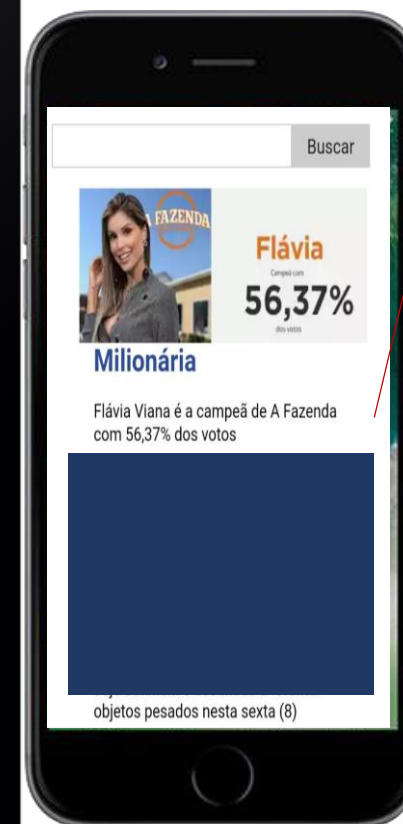 Buscar
A FAZENDA
Flávia
Campeã com
56,37%
dos votos
Milionária
Flávia Viana é a campeã de A Fazenda
com 56,37% dos votos
objetos pesados nesta sexta (8)